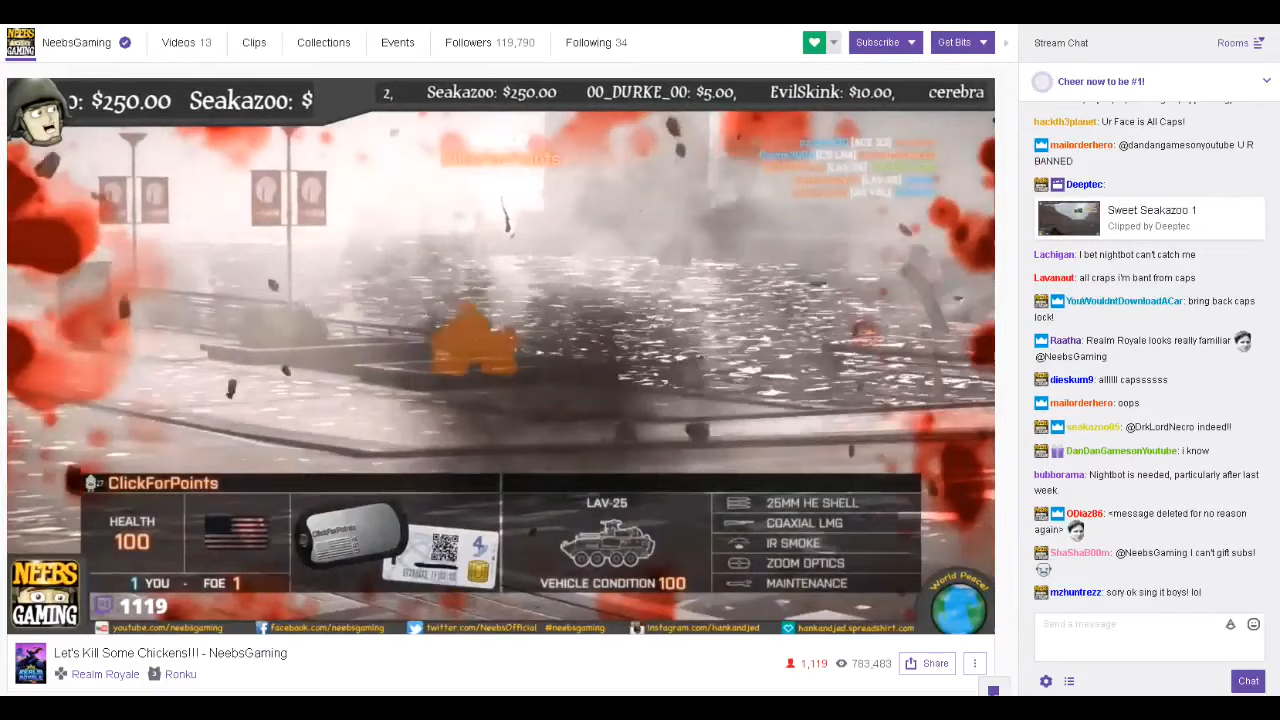 NeebsGaming
Videos 13
Clips
Collections
Events
Followers 119,790
Following 34
Subscribe
Get Bits
Stream Chat
Rooms
Cheer now to be #1!
O: $250.00 Seakazoo: $
2, Seakazoo: $250.00 00_DURKE_00: $5.00, EvilSkink: $10.00, cerebra
ClickForPoints
hackth3planet: Ur Face is All Caps!
mailorderhero: @dandangamesonyoutube U R
BANNED
Deeptec:
Sweet Seakazoo 1
Clipped by Deeptec
Lachigan: I bet nightbot can't catch me
Lavanaut: all caps i'm bant from caps
YouWouldntDownloadACar: bring back caps
lock!
Raatha: Realm Royale looks really familiar
@NeebsGaming
dieskum9: allllll capssssss
mailorderhero: oops
seakazoo85: @DrkLordNecro indeed!!
DanDanGamesonYoutube: i know
bubborama: Nightbot is needed, particularly after last
week.
ODiaz86: <message deleted for no reason
again>
ShaShaB00m: @NeebsGaming I can't gift subs!
mzhuntrezz: sory ok sing it boys! lol
Send a message
Chat
ClickForPoints
HEALTH
100
1 YOU - FOE 1
ClickForPoints
4
LAV-25
VEHICLE CONDITION 100
25MM HE SHELL
COAXIAL LMG
IR SMOKE
ZOOM OPTICS
MAINTENANCE
NEEBS
GAMING
1119
World Peace!
youtube.com/neebsgaming
facebook.com/neebsgaming
twitter.com/NeebsOfficial #neebsgaming
instagram.com/hankandjed
hankandjed.spreadshirt.com
Let's Kill Some Chickens!!! - NeebsGaming
Realm Royale
Ronku
1,119
783,483
Share